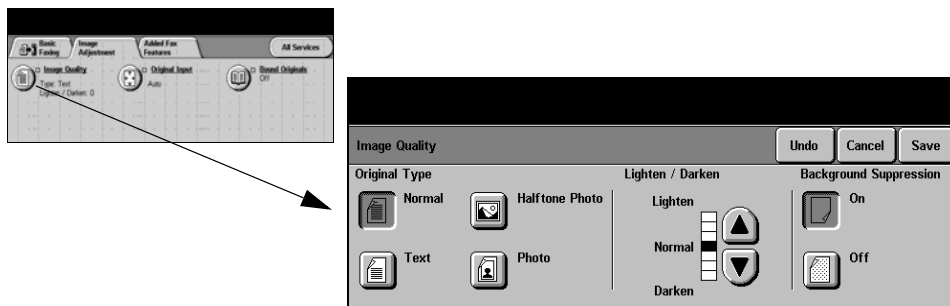 Basic Faxing
Image Adjustment
Added Fax Features
All Services
Image Quality
Type: Text
Lighten / Darken: 0
Original Input
Auto
Bound Originals
Off
Image Quality
Undo
Cancel
Save
Original Type
Lighten / Darken
Background Suppression
Normal
Halftone Photo
Text
Photo
Lighten
Normal
Darken
On
Off